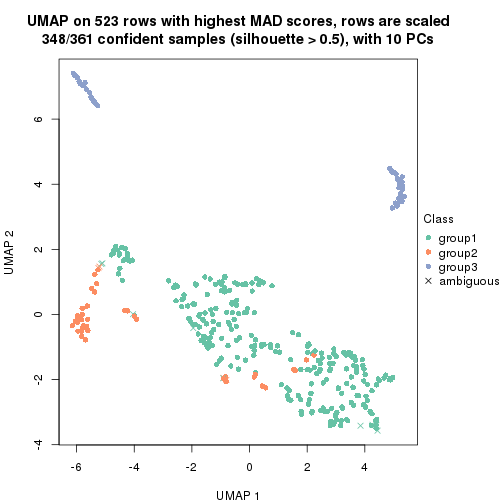 UMAP on 523 rows with highest MAD scores, rows are scaled
348/361 confident samples (silhouette > 0.5), with 10 PCs
6
4
2
0
-2
-4
UMAP 2
-6
-4
-2
0
2
4
UMAP 1
Class
group1
group2
group3
ambiguous